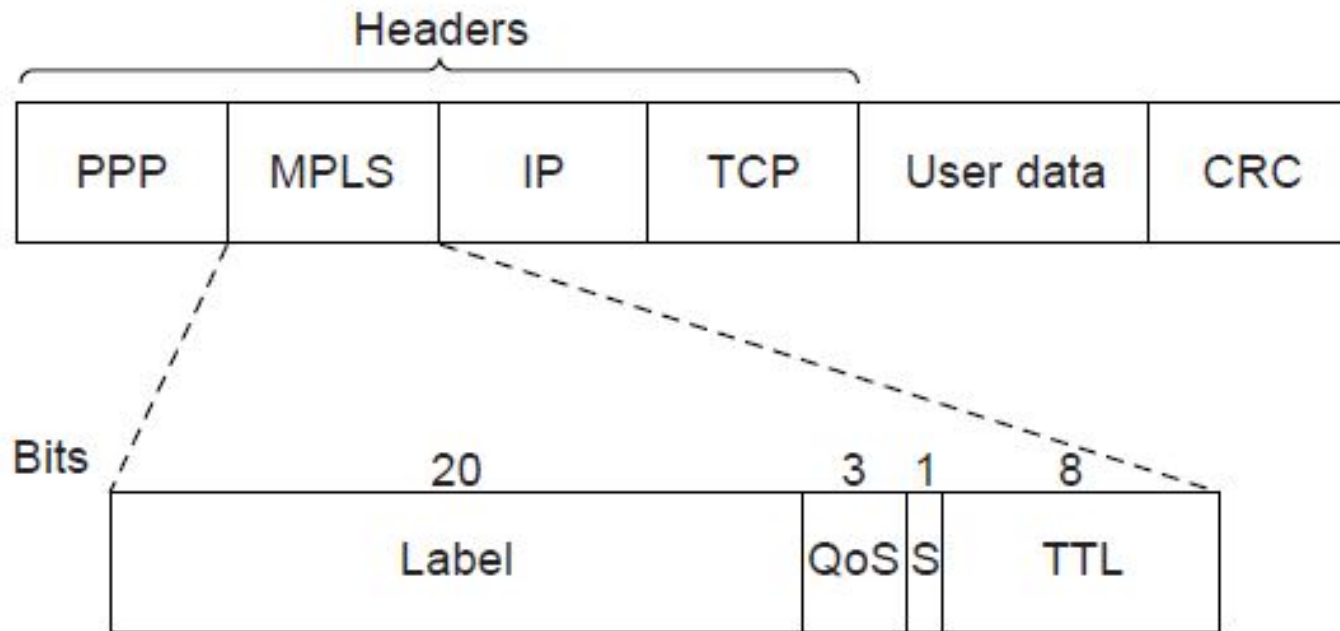 Headers
PPP MPLS IP TCP User data CRC
Bits 20 3 1 8
Label QoS S TTL